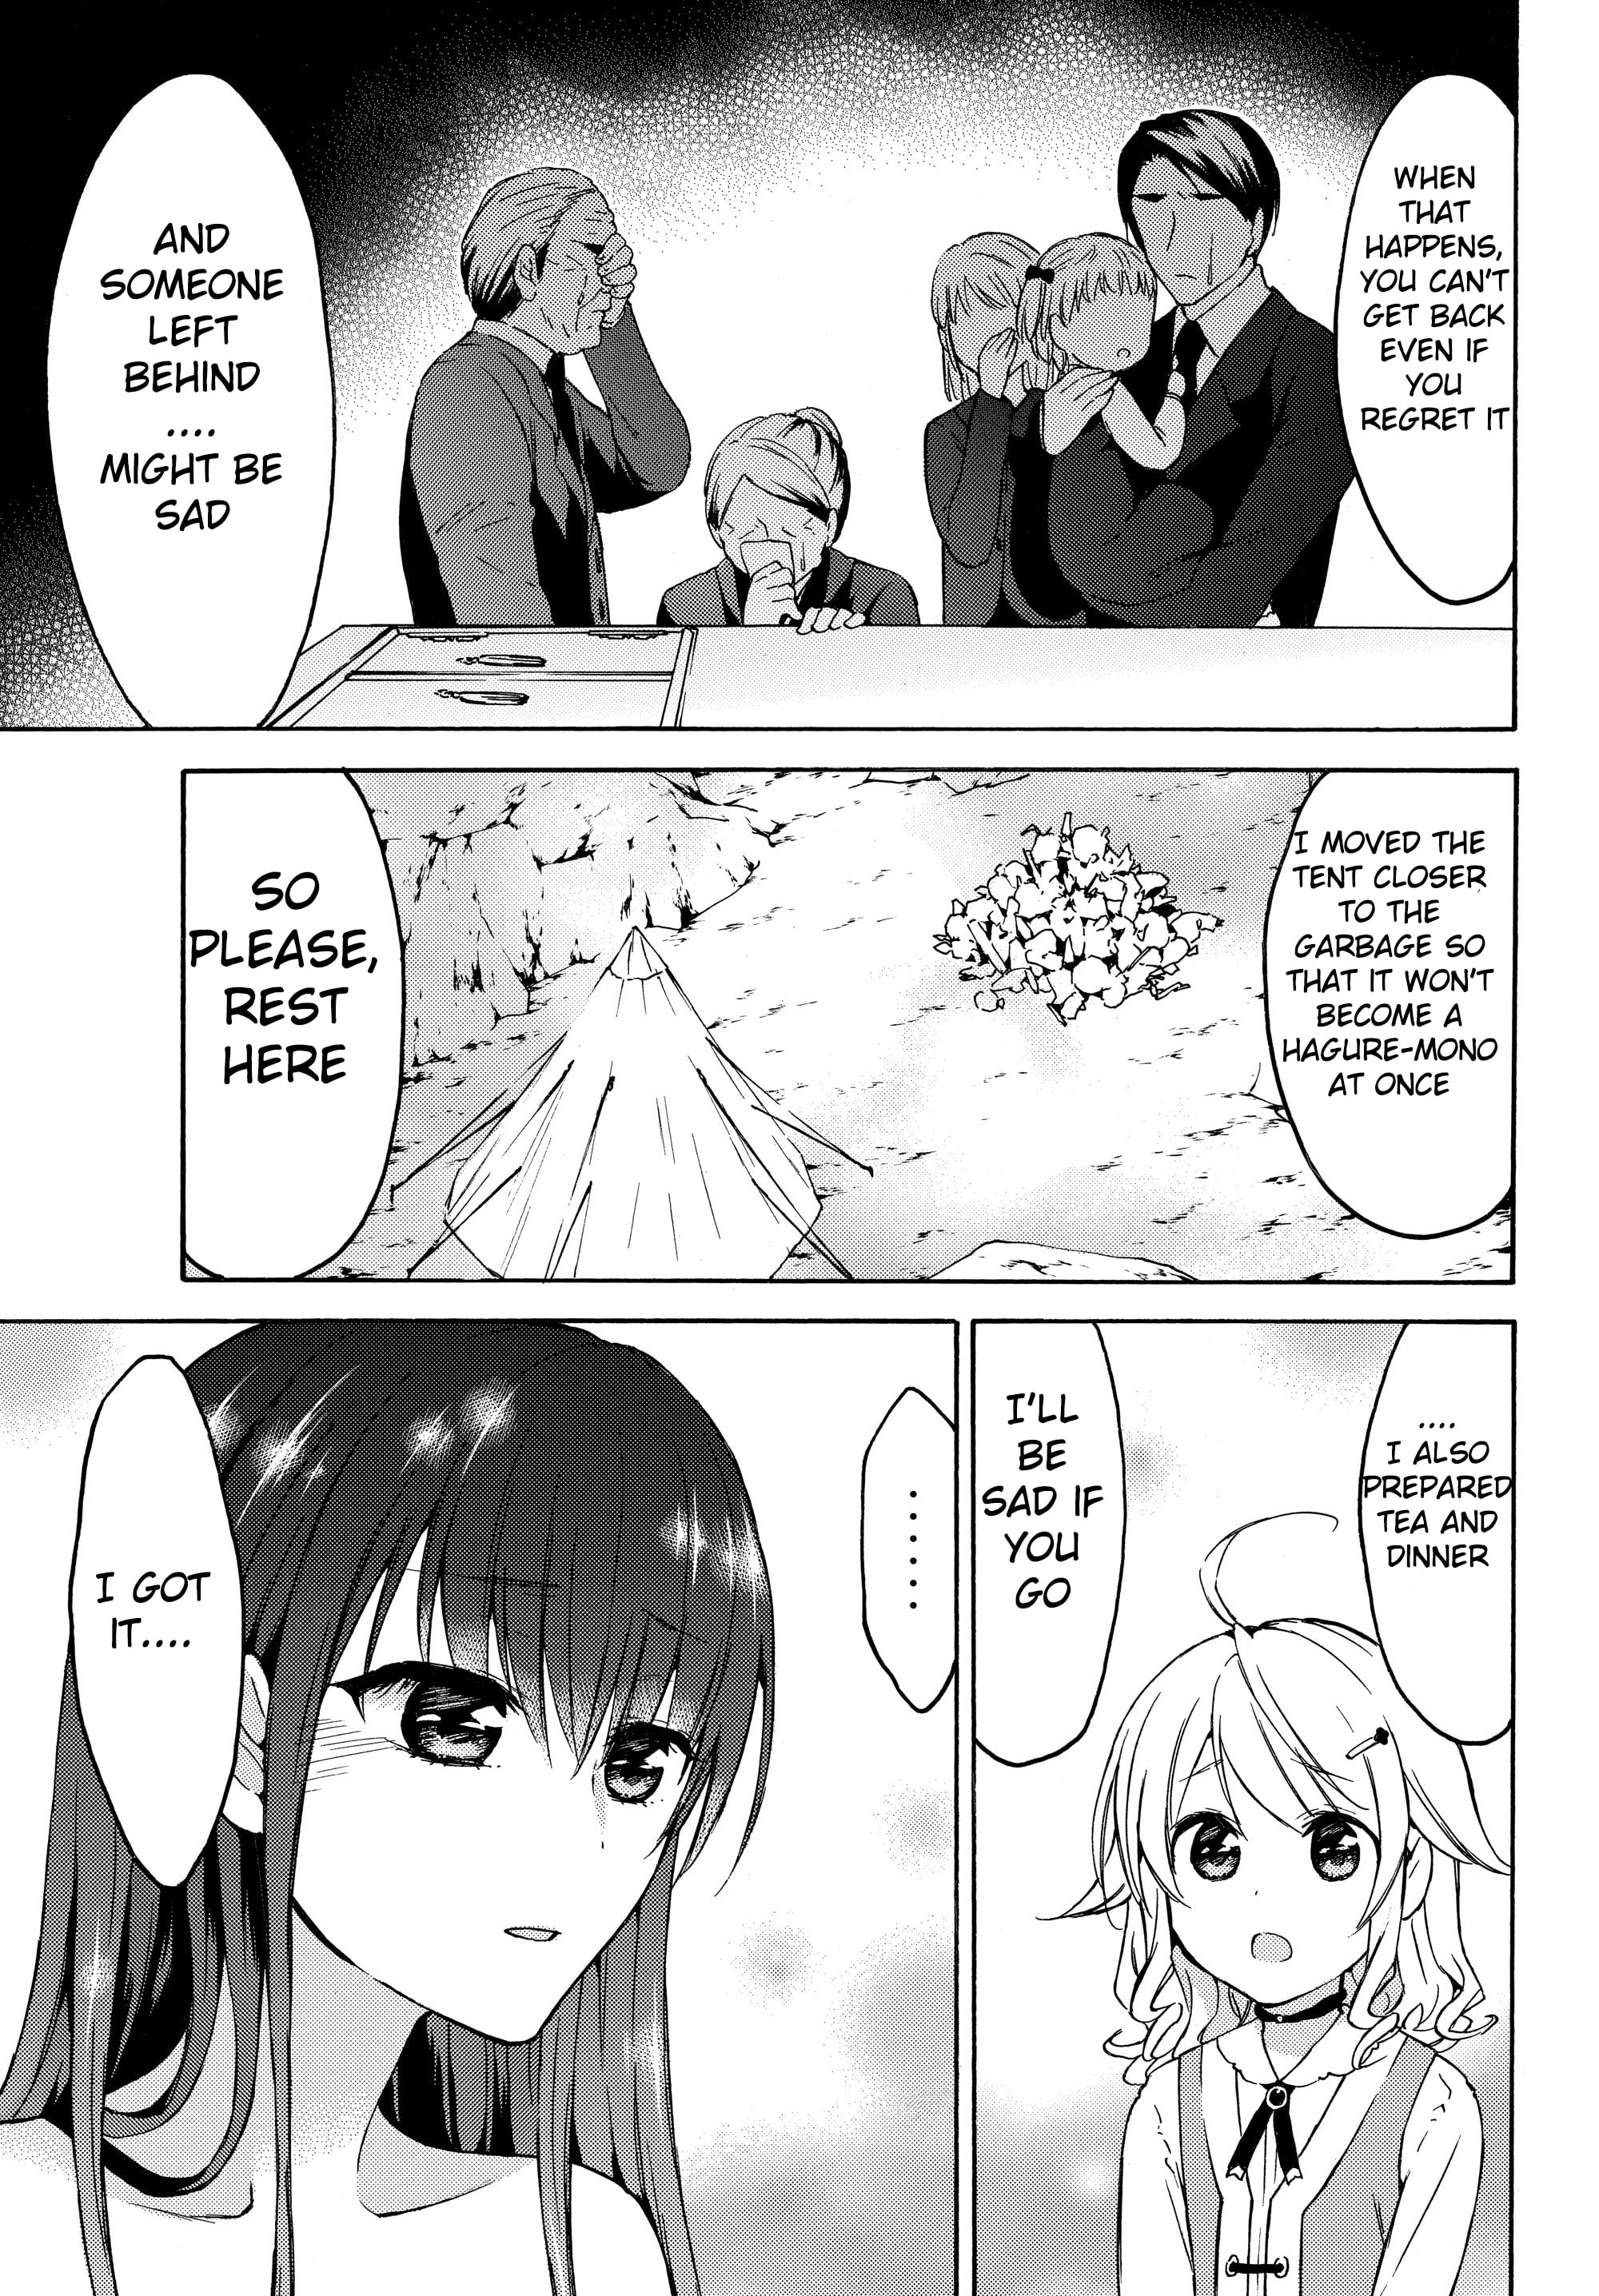 WHEN
THAT
HAPPENS,
YOU CAN'T
GET BACK
EVEN IF
YOU
REGRET IT
AND
SOMEONE
LEFT
BEHIND
....
MIGHT BE
SAD
I MOVED THE
TENT CLOSER
TO THE
GARBAGE SO
THAT IT WON'T
BECOME A
HAGURE-MONO
AT ONCE
SO
PLEASE,
REST
HERE
....
I ALSO
PREPARED
TEA AND
DINNER
I'LL
BE
SAD IF
YOU
GO
......
I GOT
IT....